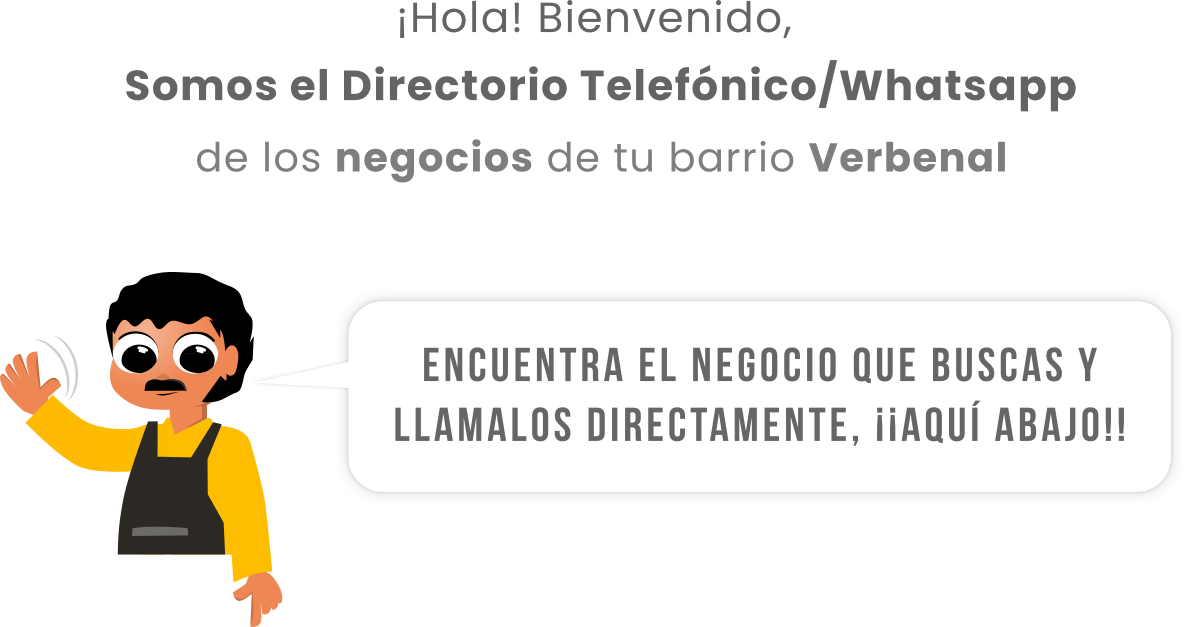 ¡Hola! Bienvenido,
Somos el Directorio Telefónico/Whatsapp
de los negocios de tu barrio Verbenal
ENCUENTRA EL NEGOCIO QUE BUSCAS Y
LLAMALOS DIRECTAMENTE, ¡¡AQUÍ ABAJO!!